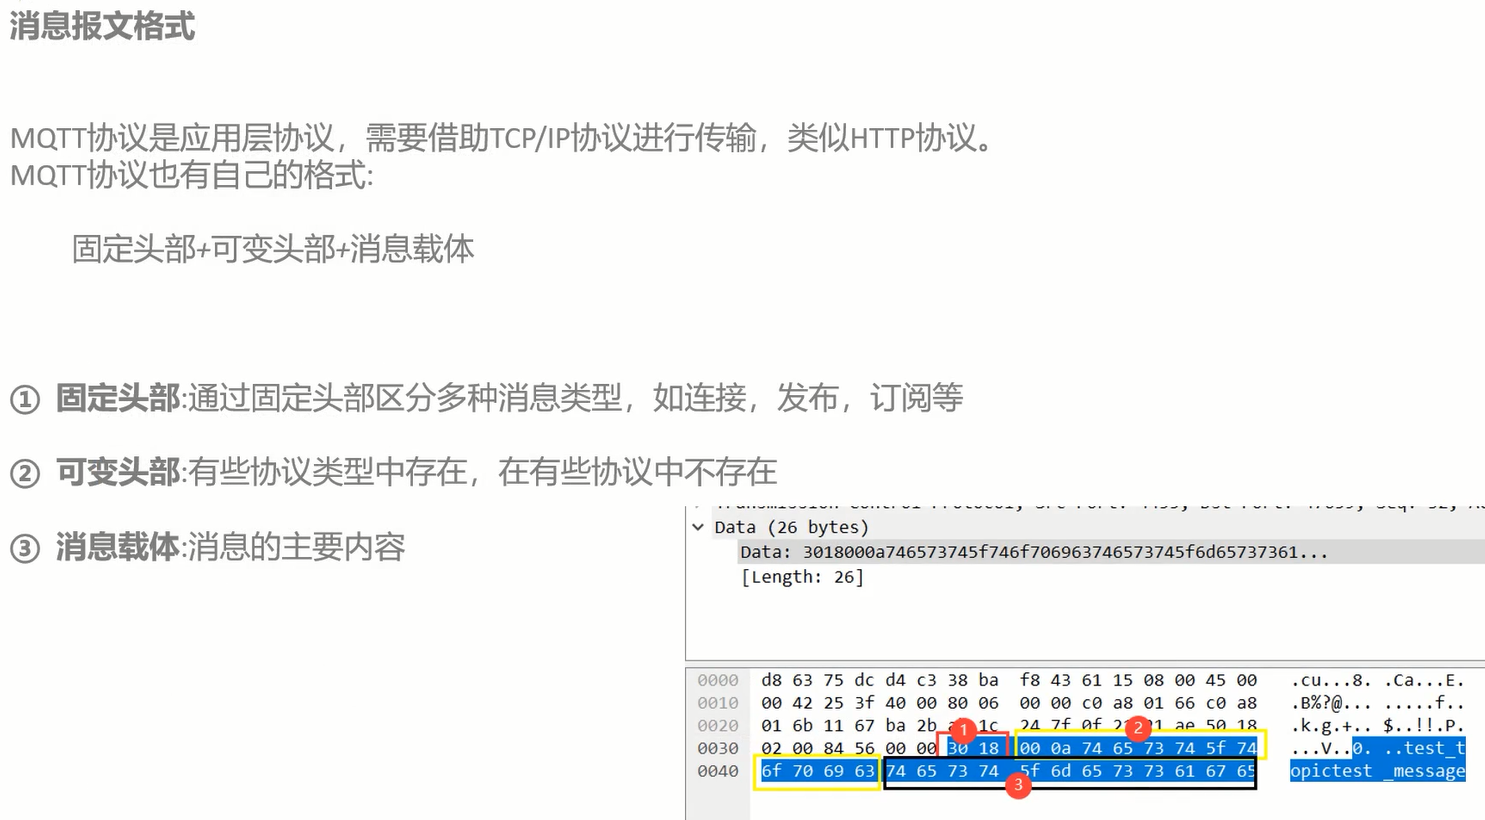 消息报文格式
MQTT协议是应用层协议，需要借助TCP/IP协议进行传输，类似HTTP协议。
MQTT协议也有自己的格式:
固定头部+可变头部+消息载体
① 固定头部:通过固定头部区分多种消息类型，如连接，发布，订阅等
② 可变头部:有些协议类型中存在，在有些协议中不存在
③ 消息载体:消息的主要内容
Data (26 bytes)
Data: 3018000a746573745f746f706963746573745f6d65737361...
[Length: 26]
0000 d8 63 75 dc d4 c3 38 ba f8 43 61 15 08 00 45 00 .cu...8. .Ca...E.
0010 00 42 25 3f 40 00 80 06 00 00 c0 a8 01 66 c0 a8 .B%?@... .....f..
0020 01 6b 11 67 ba 2b 1c 24 7f 0f ae 50 18 .k.g.+.. $..!!.P.
1 2
0030 02 00 84 56 00 00 30 18 00 0a 74 65 73 74 5f 74 ...V..0. ..test_t
0040 6f 70 69 63 74 65 73 74 5f 6d 65 73 73 61 67 65 opictest _message
3